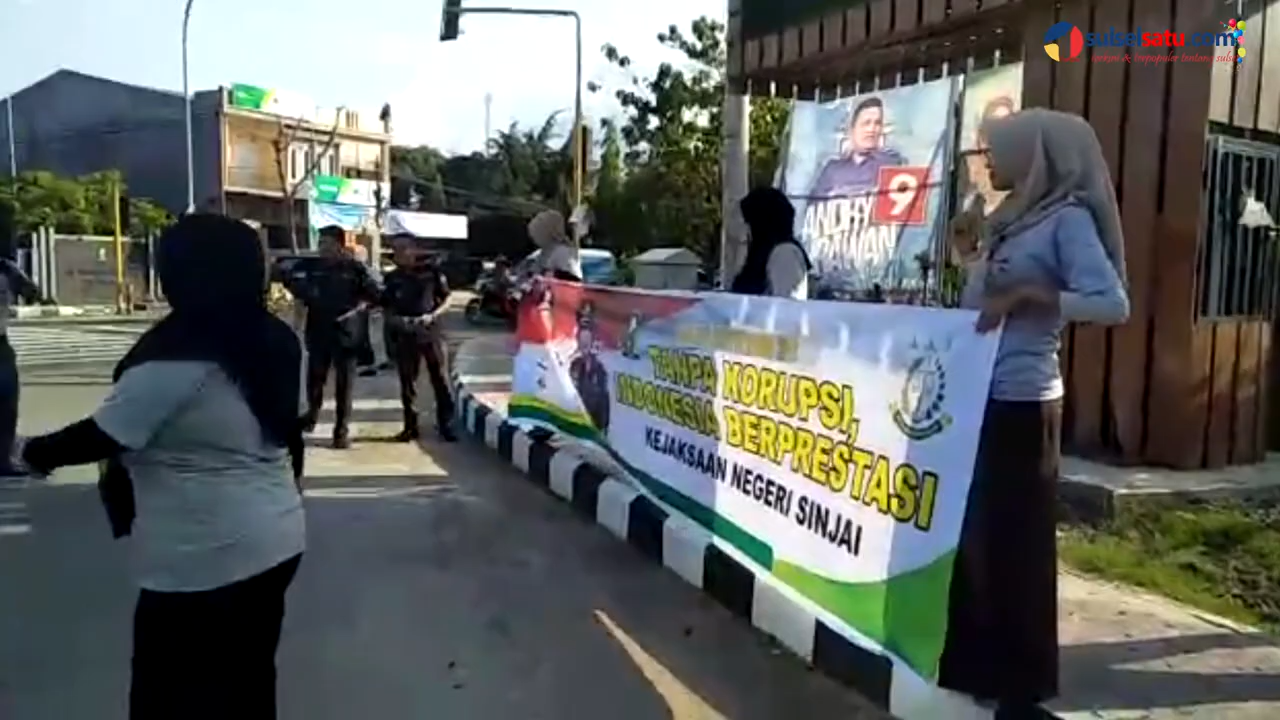 sulselsatu.com
ANDHY
9
TANPA KORUPSI,
INDONESIA BERPRESTASI
KEJAKSAAN NEGERI SINJAI